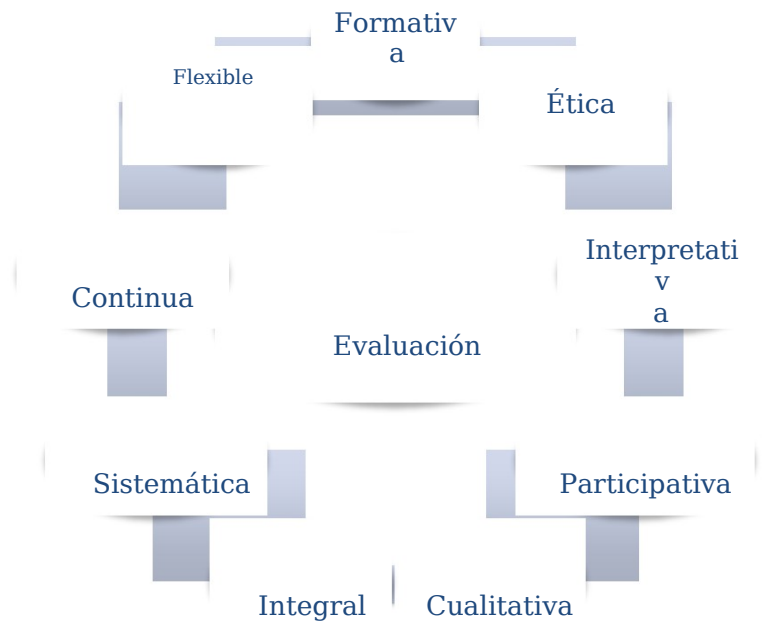 Formativ
a
Flexible
Ética
Interpretati
v
a
Continua
Evaluación
Sistemática
Participativa
Integral
Cualitativa